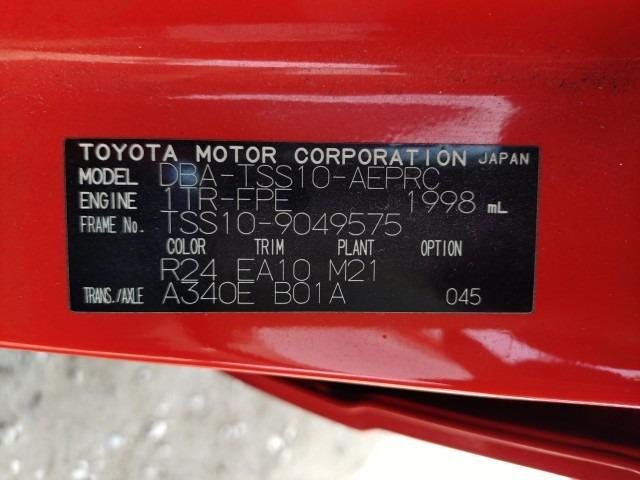 TOYOTA MOTOR CORPORATION JAPAN
MODEL DBA-TSS10-AEPRC
ENGINE 1TR-FPE 1998 mL
FRAME No. TSS10-9049575
COLOR TRIM PLANT OPTION
R24 EA10 M21
TRANS./AXLE A340E B01A 045